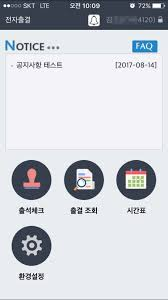 SKT LTE 오전 10:09 72%
전자출결 김 4120)
NOTICE FAQ
- 공지사항 테스트 [2017-08-14]
출석체크 출결 조회 시간표
환경설정